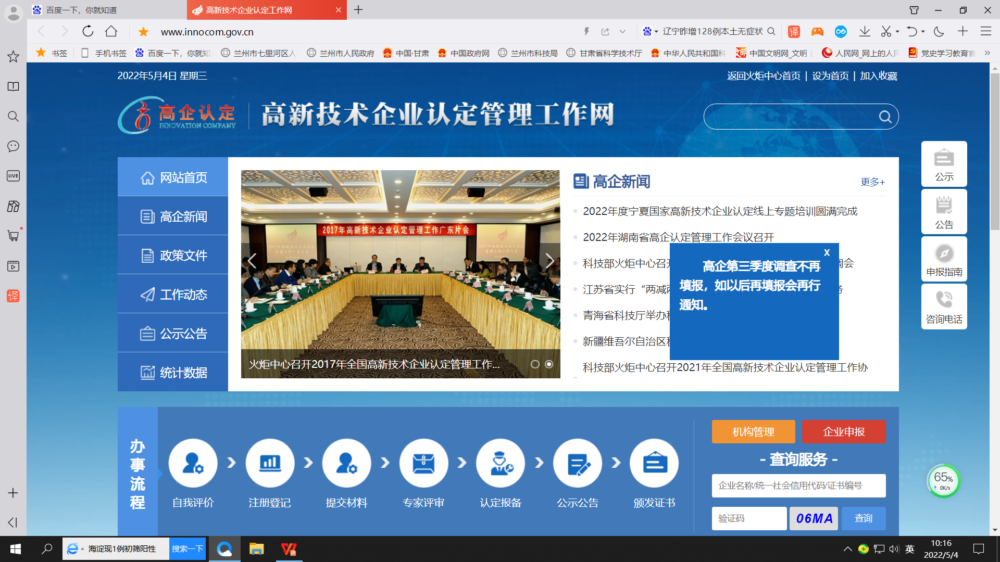 百度一下，你就知道
高新技术企业认定工作网
www.innocom.gov.cn
辽宁昨增128例本土无症状
译
书签
手机书签
百度一下，你就知
兰州市七里河区人
兰州市人民政府
中国·甘肃
中国政府网
兰州市科技局
甘肃省科学技术厅
中华人民共和国科
中国文明网_文明
人民网_网上的人民
党史学习教育官
LIVE
译
2022年5月4日 星期三
返回火炬中心首页 | 设为首页 | 加入收藏
高企认定
INNOVATION COMPANY
高新技术企业认定管理工作网
网站首页
高企新闻
政策文件
工作动态
公示公告
统计数据
2017年高新技术企业认定管理工作广东片会
火炬中心召开2017年全国高新技术企业认定管理工作...
高企新闻
更多+
2022年度宁夏国家高新技术企业认定线上专题培训圆满完成
2022年湖南省高企认定管理工作会议召开
科技部火炬中心召开
江苏省实行“两减
青海省科技厅举办
新疆维吾尔自治区科
科技部火炬中心召开2021年全国高新技术企业认定管理工作协
X
高企第三季度调查不再
填报，如以后再填报会再行
通知。
公示
公告
申报指南
咨询电话
办事流程
自我评价
注册登记
提交材料
专家评审
认定报备
公示公告
颁发证书
机构管理
企业申报
- 查询服务 -
企业名称/统一社会信用代码/证书编号
验证码
06MA
查询
65%
0K/s
海淀现1例初筛阳性
搜索一下
英
10:16
2022/5/4